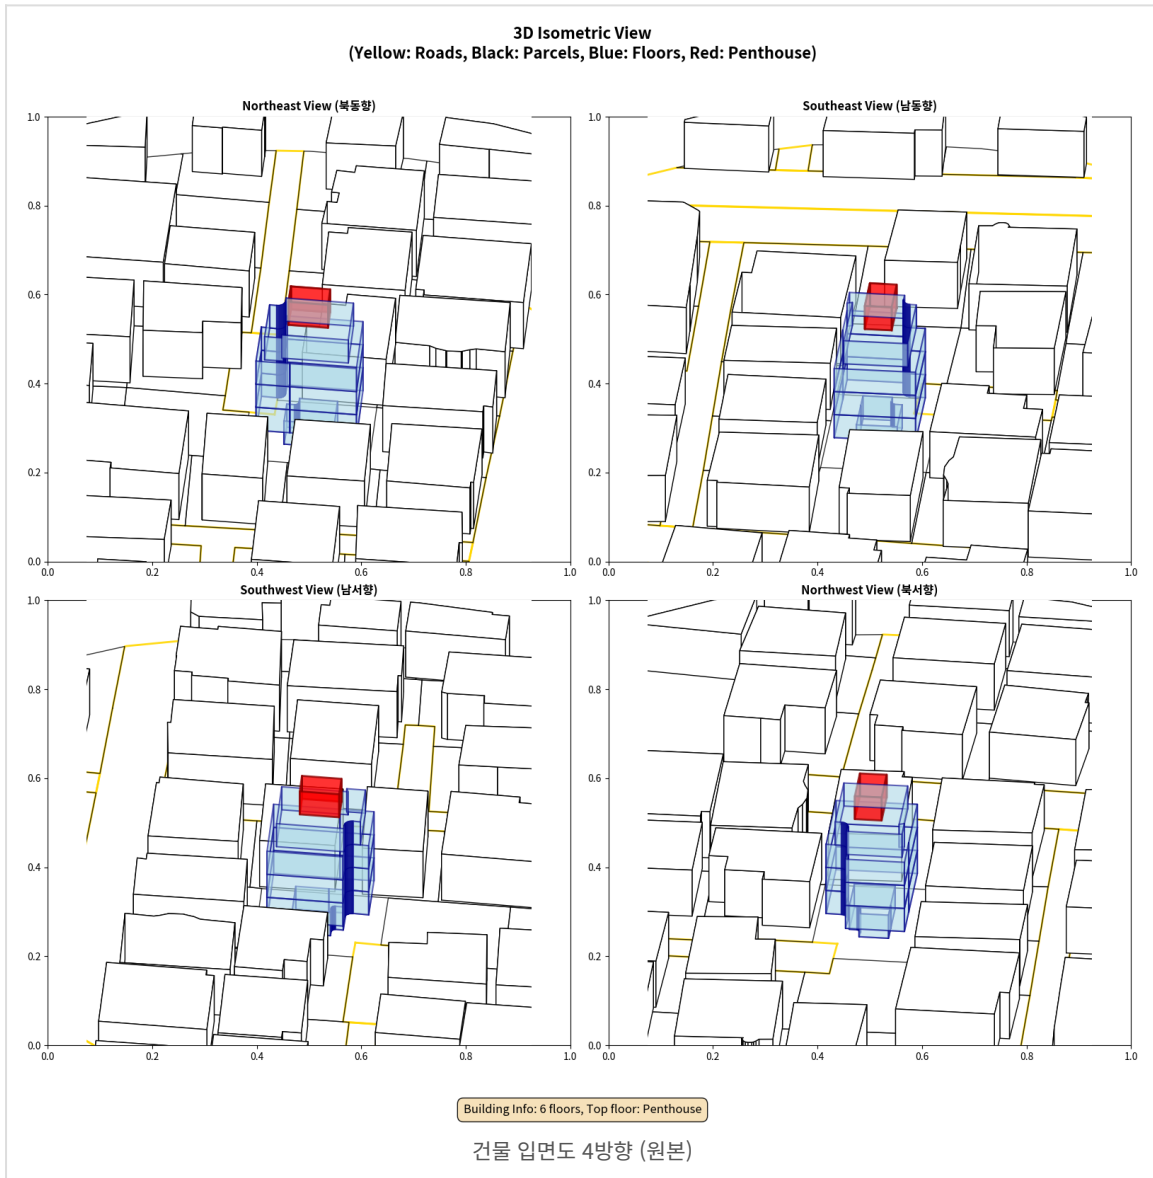 3D Isometric View
(Yellow: Roads, Black: Parcels, Blue: Floors, Red: Penthouse)
Northeast View (북동향)
1.0
0.8
0.6
0.4
0.2
0.0
0.0 0.2 0.4 0.6 0.8 1.0
Southeast View (남동향)
1.0
0.8
0.6
0.4
0.2
0.0
0.0 0.2 0.4 0.6 0.8 1.0
Southwest View (남서향)
1.0
0.8
0.6
0.4
0.2
0.0
0.0 0.2 0.4 0.6 0.8 1.0
Northwest View (북서향)
1.0
0.8
0.6
0.4
0.2
0.0
0.0 0.2 0.4 0.6 0.8 1.0
Building Info: 6 floors, Top floor: Penthouse
건물 입면도 4방향 (원본)